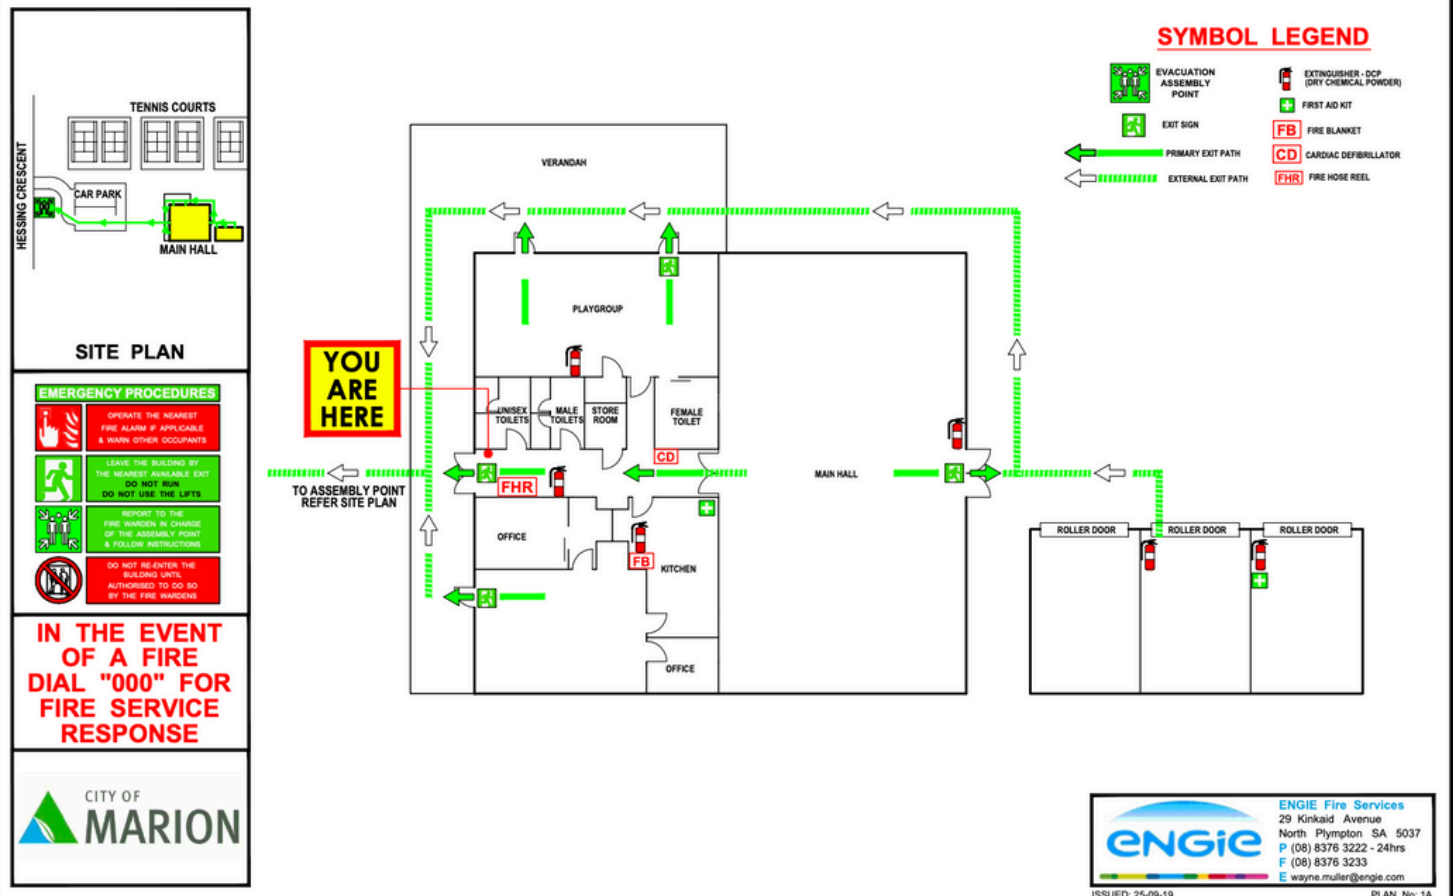 TENNIS COURTS
HESSING CRESCENT
CAR PARK
MAIN HALL
SITE PLAN
EMERGENCY PROCEDURES
OPERATE THE NEAREST
FIRE ALARM IF APPLICABLE
& WARN OTHER OCCUPANTS
LEAVE THE BUILDING BY
THE NEAREST AVAILABLE EXIT
DO NOT RUN
DO NOT USE THE LIFTS
REPORT TO THE
FIRE WARDEN IN CHARGE
OF THE ASSEMBLY POINT
& FOLLOW INSTRUCTIONS
DO NOT RE-ENTER THE
BUILDING UNTIL
AUTHORISED TO DO SO
BY THE FIRE WARDENS
IN THE EVENT
OF A FIRE
DIAL "000" FOR
FIRE SERVICE
RESPONSE
CITY OF
MARION
VERANDAH
PLAYGROUP
YOU
ARE
HERE
UNISEX
TOILETS
MALE
TOILETS
STORE
ROOM
FEMALE
TOILET
CD
MAIN HALL
FHR
TO ASSEMBLY POINT
REFER SITE PLAN
OFFICE
FB
KITCHEN
OFFICE
ROLLER DOOR
ROLLER DOOR
ROLLER DOOR
SYMBOL LEGEND
EVACUATION
ASSEMBLY
POINT
EXIT SIGN
PRIMARY EXIT PATH
EXTERNAL EXIT PATH
EXTINGUISHER - DCP
(DRY CHEMICAL POWDER)
FIRST AID KIT
FB FIRE BLANKET
CD CARDIAC DEFIBRILLATOR
FHR FIRE HOSE REEL
ENGIE
ENGIE Fire Services
29 Kinkaid Avenue
North Plympton SA 5037
P (08) 8376 3222 - 24hrs
F (08) 8376 3233
E wayne.muller@engie.com
ISSUED: 25-09-19
PLAN No: 1A